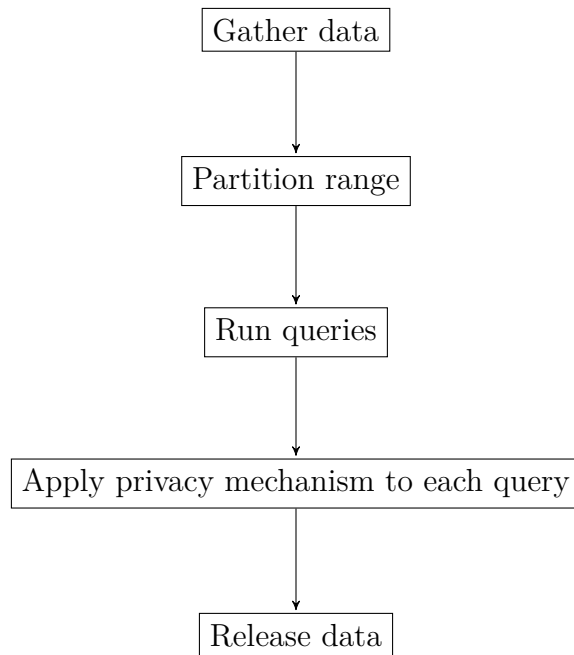 Gather data
Partition range
Run queries
Apply privacy mechanism to each query
Release data